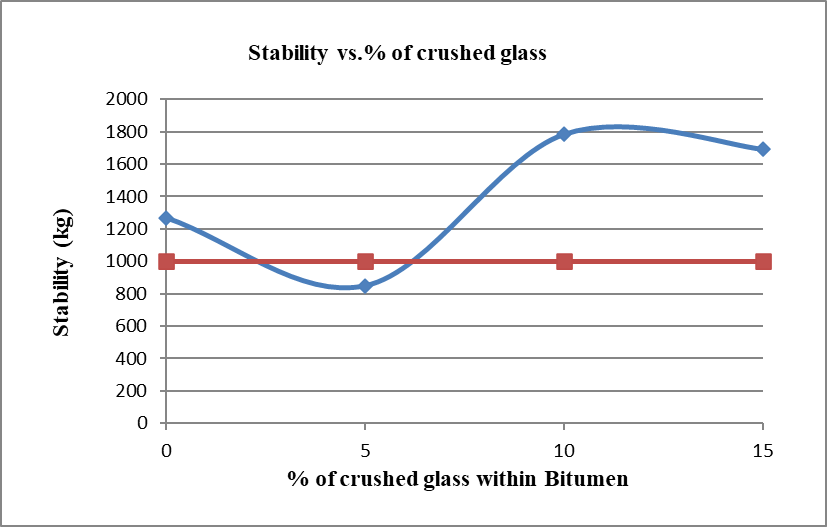 Stability vs.% of crushed glass
2000
1800
1600
1400
1200
1000
800
600
400
200
0
Stability (kg)
0 5 10 15
% of crushed glass within Bitumen